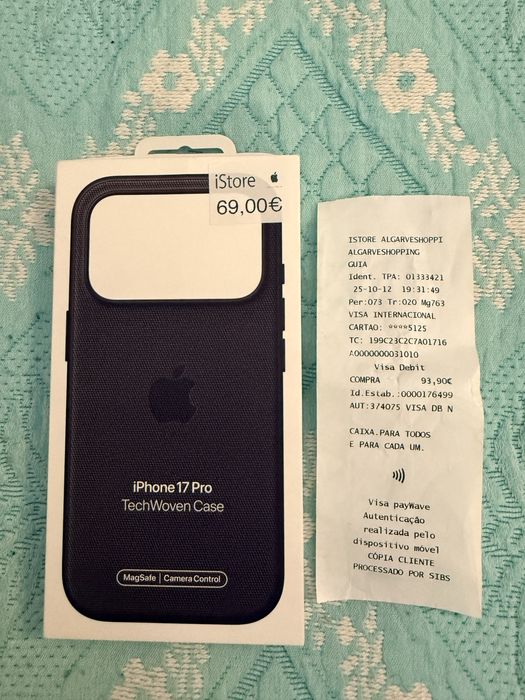 iStore
69,00€
iPhone 17 Pro
TechWoven Case
MagSafe | Camera Control
ISTORE ALGARVESHOPPI
ALGARVESHOPPING
GUIA
Ident. TPA: 01333421
25-10-12 19:31:49
Per:073 Tr:020 Mg763
VISA INTERNACIONAL
CARTAO: ****5125
TC: 199C23C2C7A01716
A0000000031010
Visa Debit
COMPRA 93,90€
Id.Estab.:0000176499
AUT:374075 VISA DB N
CAIXA.PARA TODOS
E PARA CADA UM.
Visa payWave
Autenticação
realizada pelo
dispositivo móvel
CÓPIA CLIENTE
PROCESSADO POR SIBS